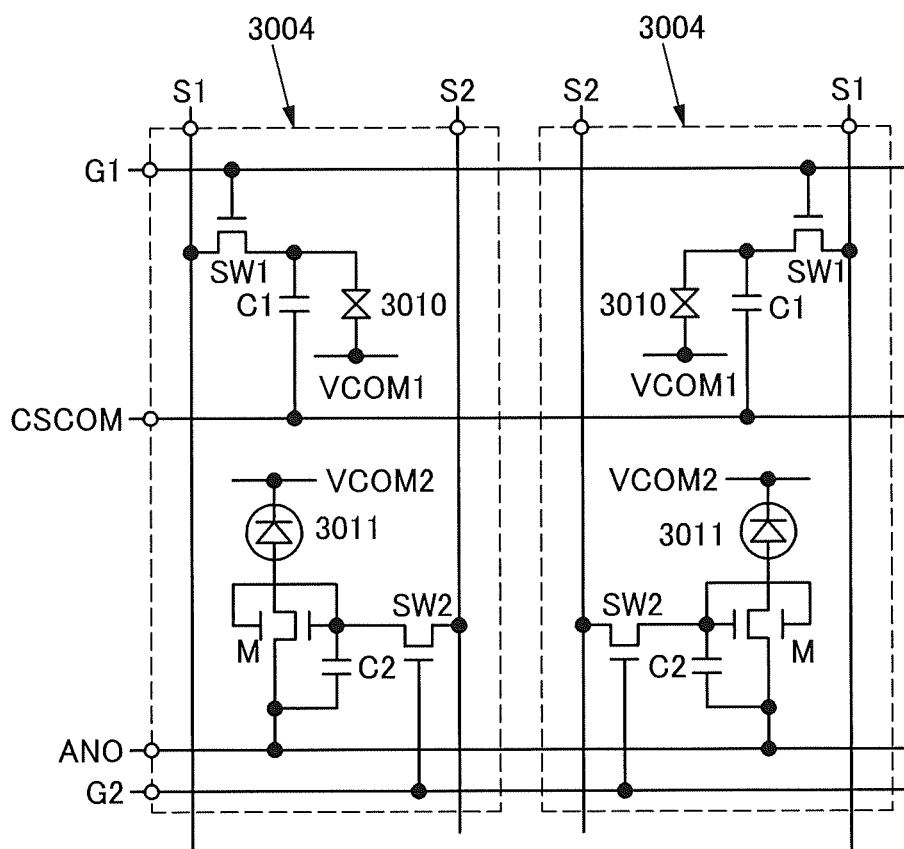 3004 3004
S1 S2 S2 S1
G1
SW1 SW1
C1 3010 3010 C1
VCOM1 VCOM1
CSCOM
VCOM2 VCOM2
3011 3011
SW2 SW2
M C2 C2 M
ANO
G2